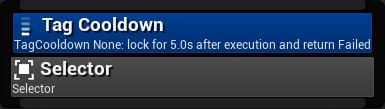 Tag Cooldown
TagCooldown None: lock for 5.0s after execution and return Failed
Selector
Selector